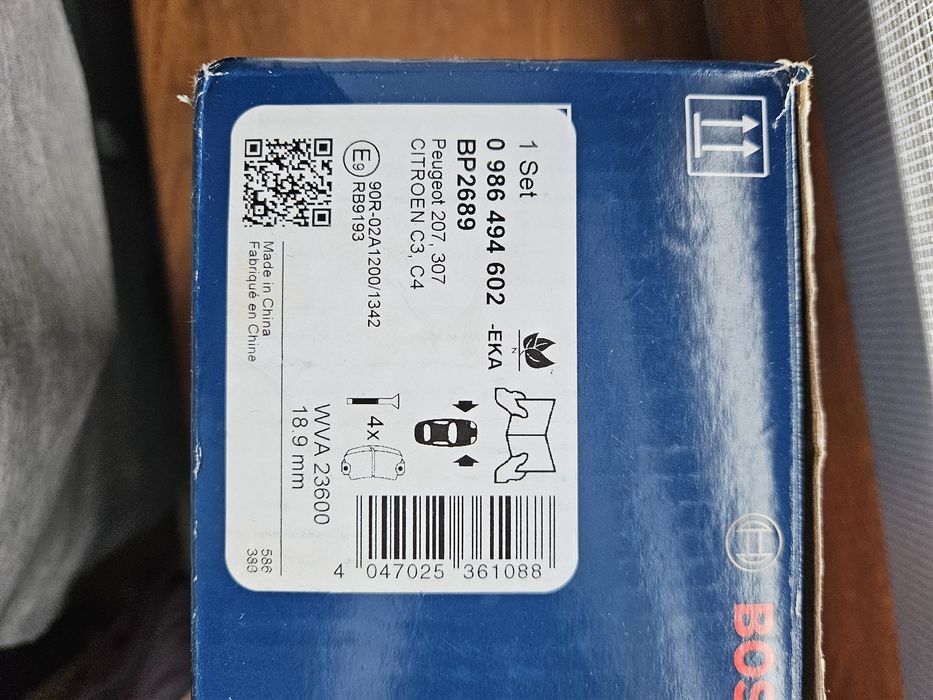 1 Set
0 986 494 602 -EKA
BP2689
Peugeot 207, 307
CITROEN C3, C4
N
E9 90R-02A1200/1342
RB9193
4x
Made in China
Fabriqué en Chine
WVA 23600
18.9 mm
586
383
4 047025 361088
BOS